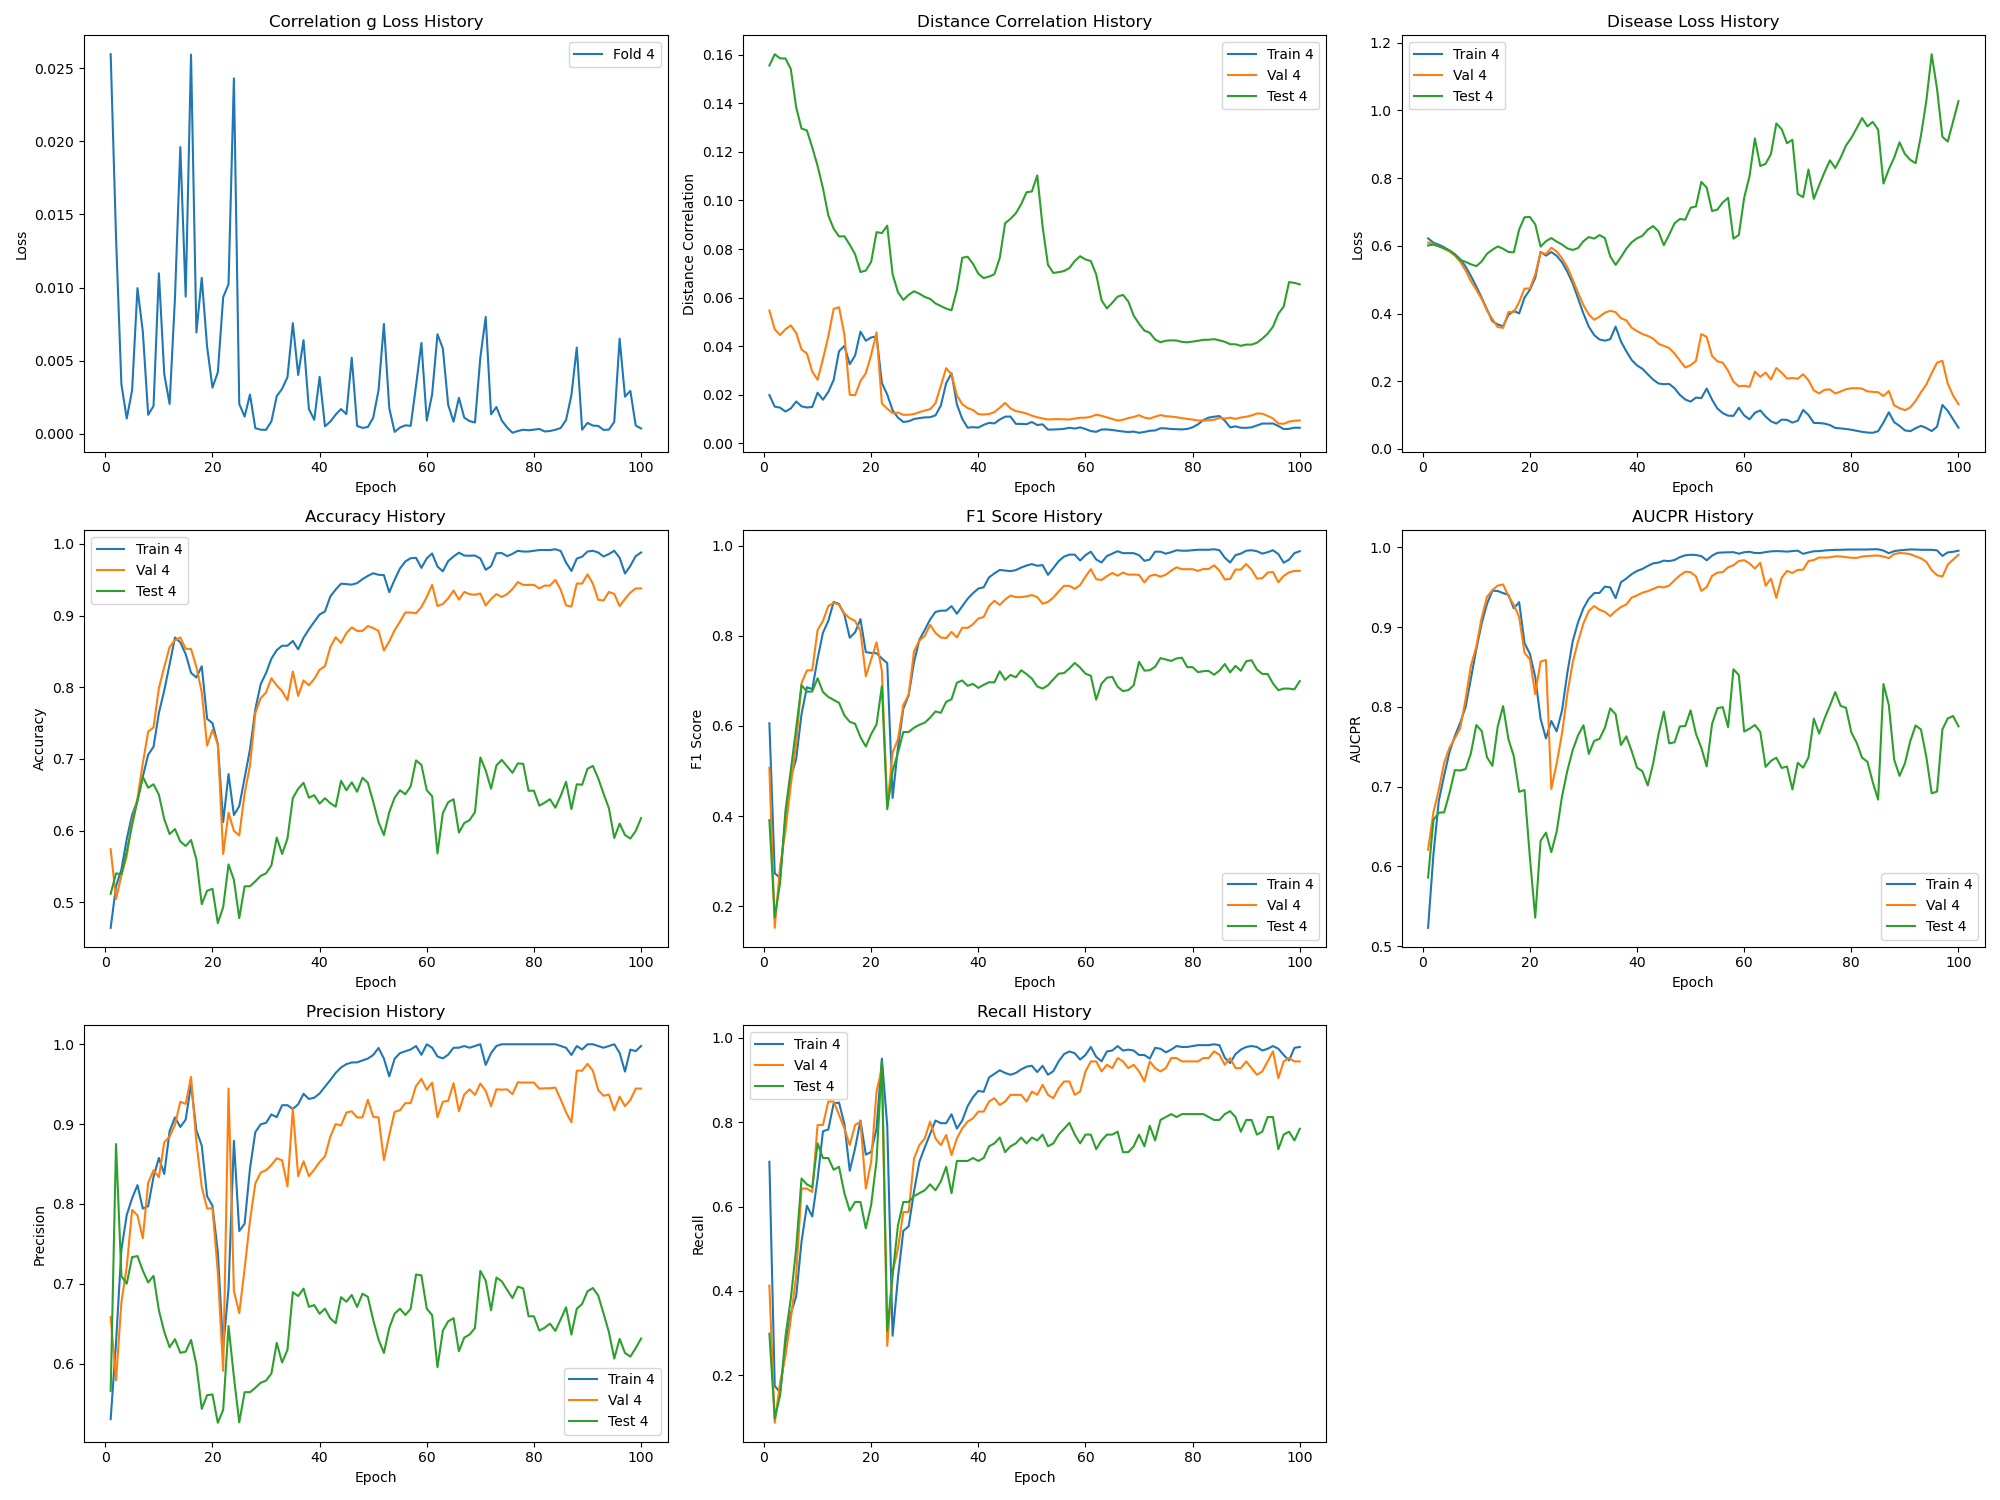 Correlation g Loss History
Fold 4
0.025
0.020
0.015
0.010
0.005
0.000
Loss
0 20 40 60 80 100
Epoch
Distance Correlation History
Train 4
Val 4
Test 4
0.16
0.14
0.12
0.10
0.08
0.06
0.04
0.02
0.00
Distance Correlation
0 20 40 60 80 100
Epoch
Disease Loss History
Train 4
Val 4
Test 4
1.2
1.0
0.8
0.6
0.4
0.2
0.0
Loss
0 20 40 60 80 100
Epoch
Accuracy History
Train 4
Val 4
Test 4
1.0
0.9
0.8
0.7
0.6
0.5
Accuracy
0 20 40 60 80 100
Epoch
F1 Score History
1.0
0.8
0.6
0.4
0.2
F1 Score
Train 4
Val 4
Test 4
0 20 40 60 80 100
Epoch
AUCPR History
1.0
0.9
0.8
0.7
0.6
0.5
AUCPR
Train 4
Val 4
Test 4
0 20 40 60 80 100
Epoch
Precision History
1.0
0.9
0.8
0.7
0.6
Precision
Train 4
Val 4
Test 4
0 20 40 60 80 100
Epoch
Recall History
Train 4
Val 4
Test 4
1.0
0.8
0.6
0.4
0.2
Recall
0 20 40 60 80 100
Epoch